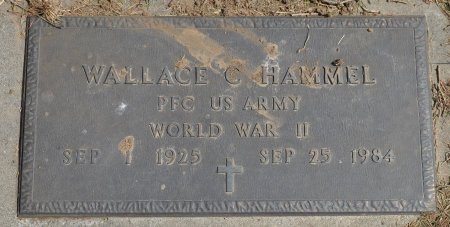 WALLACE C HAMMEL
PFC US ARMY
WORLD WAR II
SEP 1 1925 SEP 25 1984